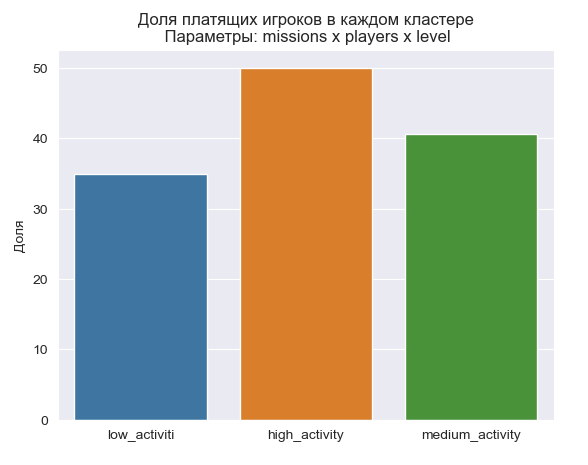 Доля платящих игроков в каждом кластере
Параметры: missions x players x level
Доля
50
40
30
20
10
0
low_activiti
high_activity
medium_activity